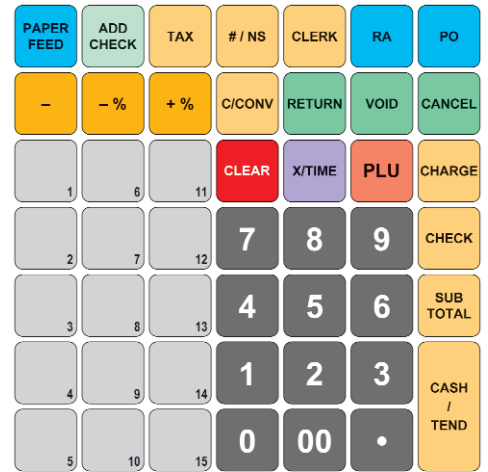 PAPER
FEED
ADD
CHECK
TAX
# / NS
CLERK
RA
PO
–
– %
+ %
C/CONV
RETURN
VOID
CANCEL
1
6
11
CLEAR
X/TIME
PLU
CHARGE
2
7
12
7
8
9
CHECK
3
8
13
4
5
6
SUB
TOTAL
4
9
14
1
2
3
CASH
/
TEND
5
10
15
0
00
•